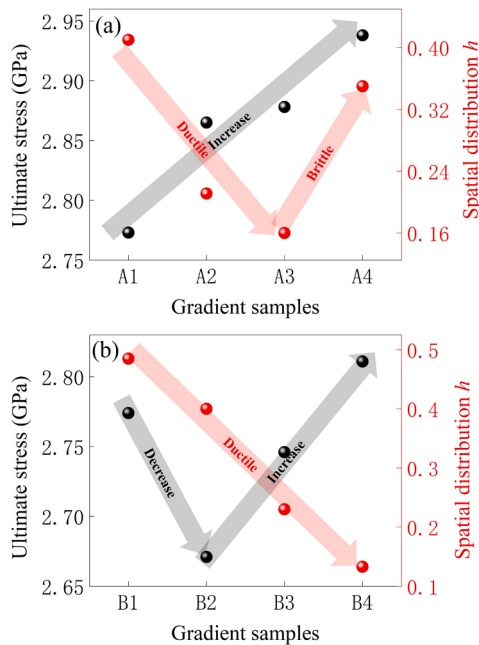 (a)
Ultimate stress (GPa)
2.95
2.90
2.85
2.80
2.75
Ductile
Increase
Brittle
0.40
0.32
0.24
0.16
Spatial distribution h
A1 A2 A3 A4
Gradient samples
(b)
Ultimate stress (GPa)
2.80
2.75
2.70
2.65
Decrease
Ductile
Increase
0.5
0.4
0.3
0.2
0.1
Spatial distribution h
B1 B2 B3 B4
Gradient samples